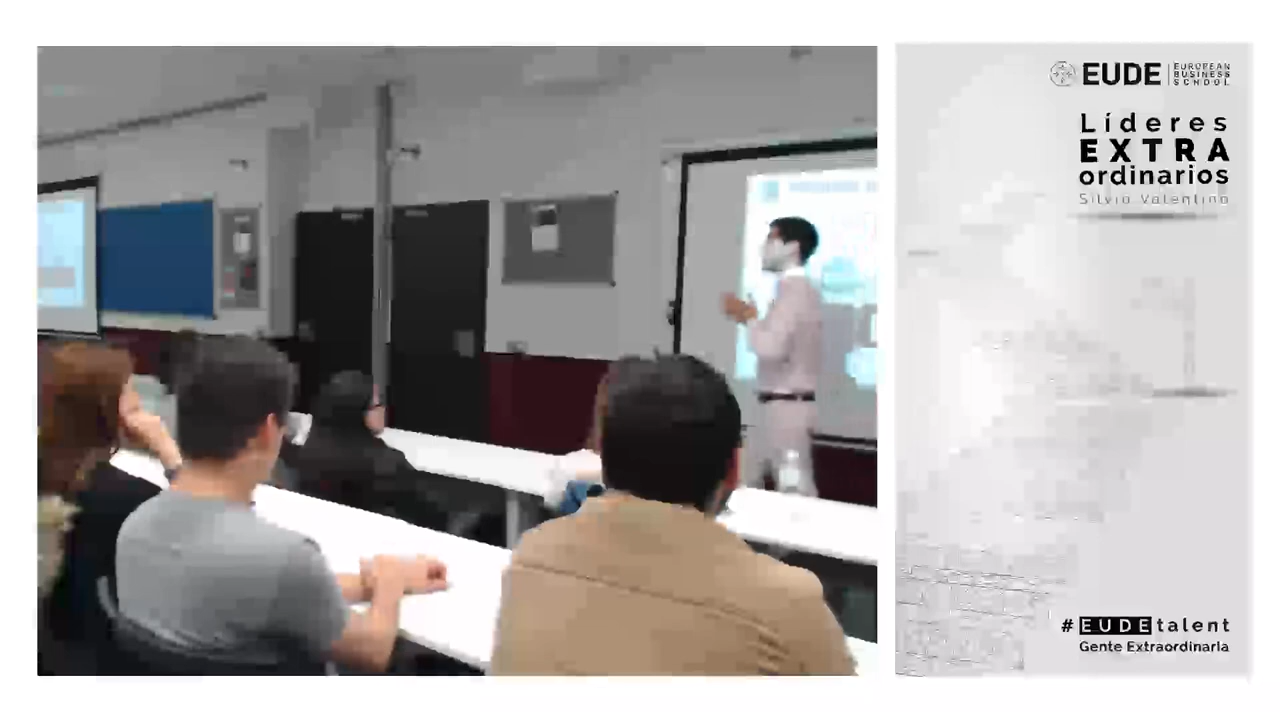 EUDE
EUROPEAN
BUSINESS
SCHOOL
Líderes
EXTRA
ordinarios
Silvio Valentino
#EUDEtalent
Gente Extraordinaria